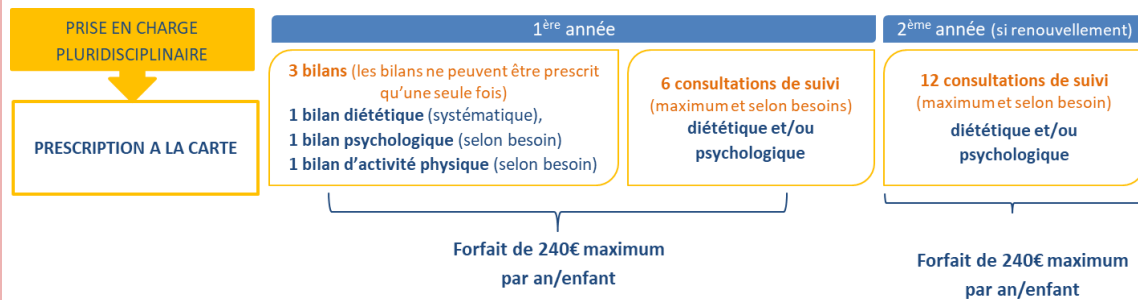 PRISE EN CHARGE
PLURIDISCIPLINAIRE
PRESCRIPTION A LA CARTE
1ère année
3 bilans (les bilans ne peuvent être prescrit
qu'une seule fois)
1 bilan diététique (systématique),
1 bilan psychologique (selon besoin)
1 bilan d'activité physique (selon besoin)
6 consultations de suivi
(maximum et selon besoins)
diététique et/ou
psychologique
Forfait de 240€ maximum
par an/enfant
2ème année (si renouvellement)
12 consultations de suivi
(maximum et selon besoin)
diététique et/ou
psychologique
Forfait de 240€ maximum
par an/enfant